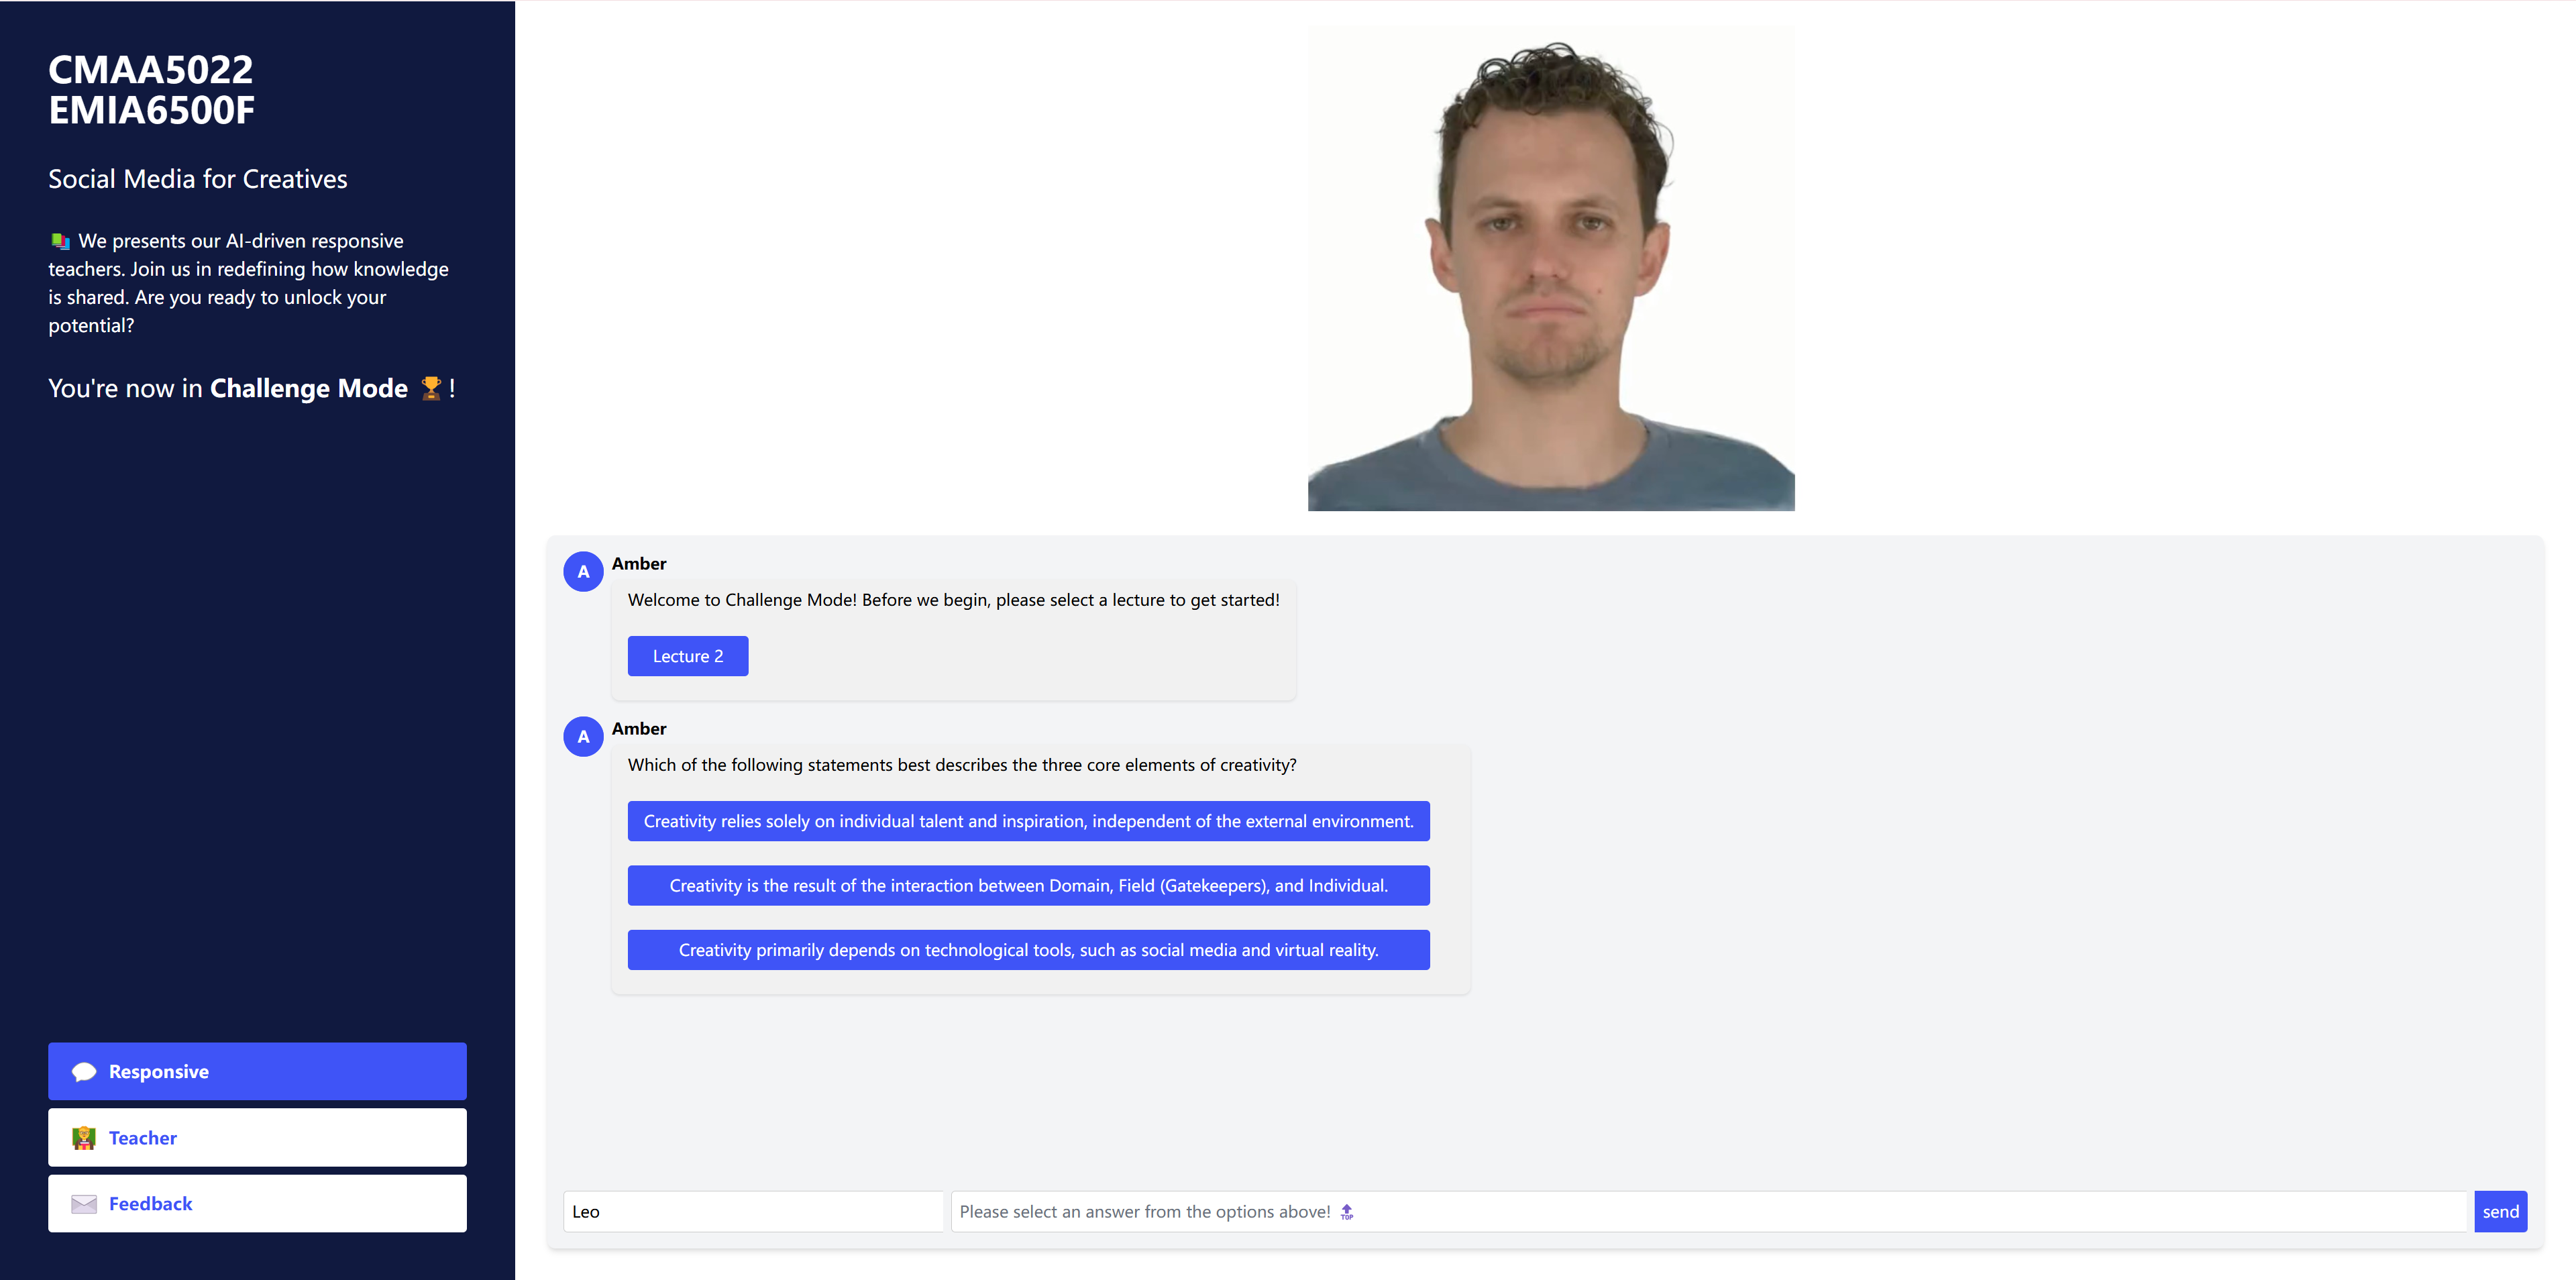 CMAA5022
EMIA6500F
Social Media for Creatives
📚 We presents our AI-driven responsive
teachers. Join us in redefining how knowledge
is shared. Are you ready to unlock your
potential?
You're now in Challenge Mode 🏆!
💬 Responsive
👩‍🏫 Teacher
✉️ Feedback
A
Amber
Welcome to Challenge Mode! Before we begin, please select a lecture to get started!
Lecture 2
A
Amber
Which of the following statements best describes the three core elements of creativity?
Creativity relies solely on individual talent and inspiration, independent of the external environment.
Creativity is the result of the interaction between Domain, Field (Gatekeepers), and Individual.
Creativity primarily depends on technological tools, such as social media and virtual reality.
Leo
Please select an answer from the options above! 🔝
send